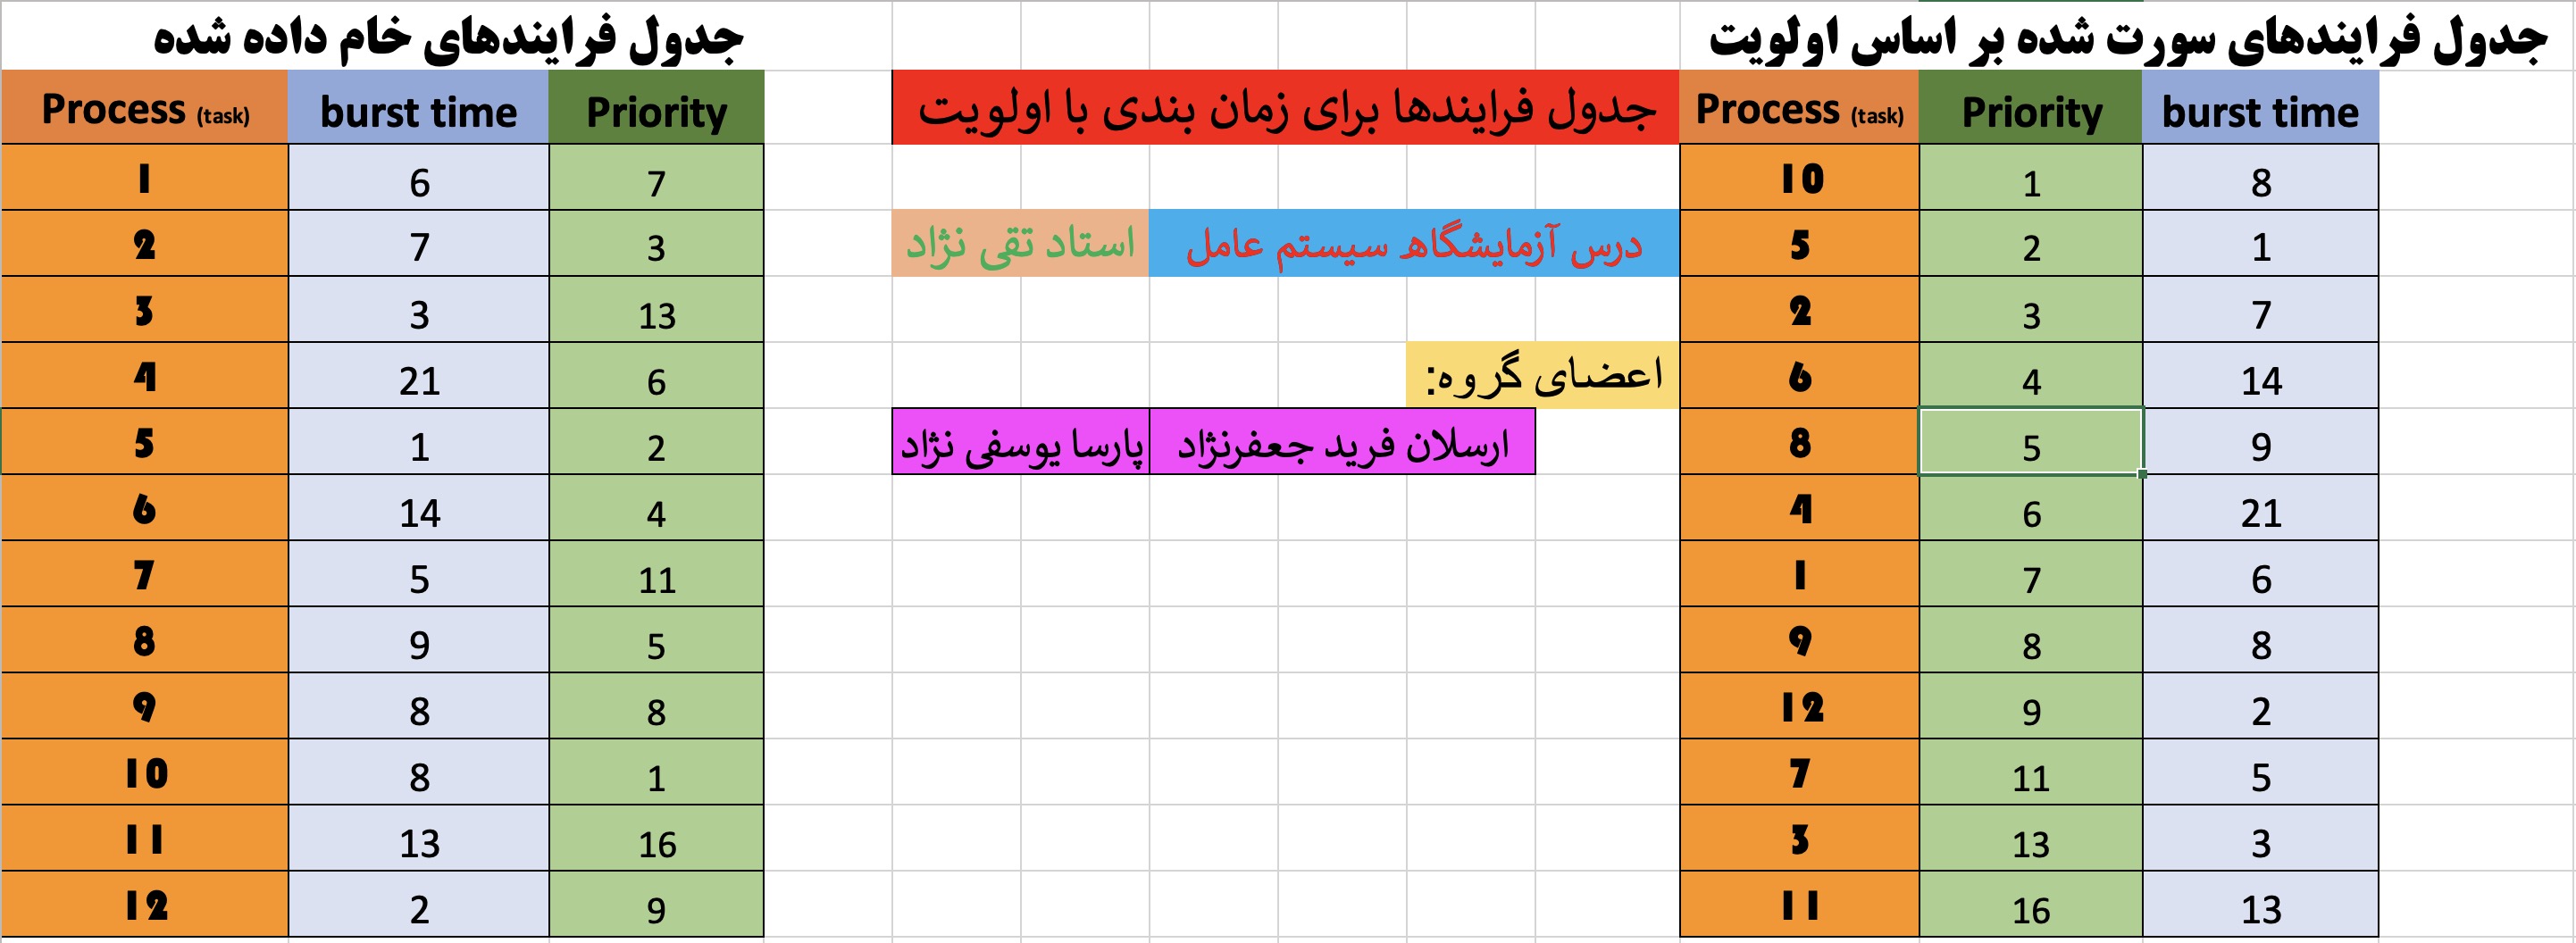 جدول فرایندهای خام داده شده
جدول فرایندهای سورت شده بر اساس اولویت
Process (task) burst time Priority
جدول فرایندها برای زمان بندی با اولویت
Process (task) Priority burst time
1 6 7
10 1 8
2 7 3
درس آزمایشگاه سیستم عامل
استاد تقی نژاد
5 2 1
3 3 13
2 3 7
4 21 6
اعضای گروه:
6 4 14
5 1 2
ارسلان فرید جعفرنژاد
پارسا یوسفی نژاد
8 5 9
6 14 4
4 6 21
7 5 11
1 7 6
8 9 5
9 8 8
9 8 8
12 9 2
10 8 1
7 11 5
11 13 16
3 13 3
12 2 9
11 16 13